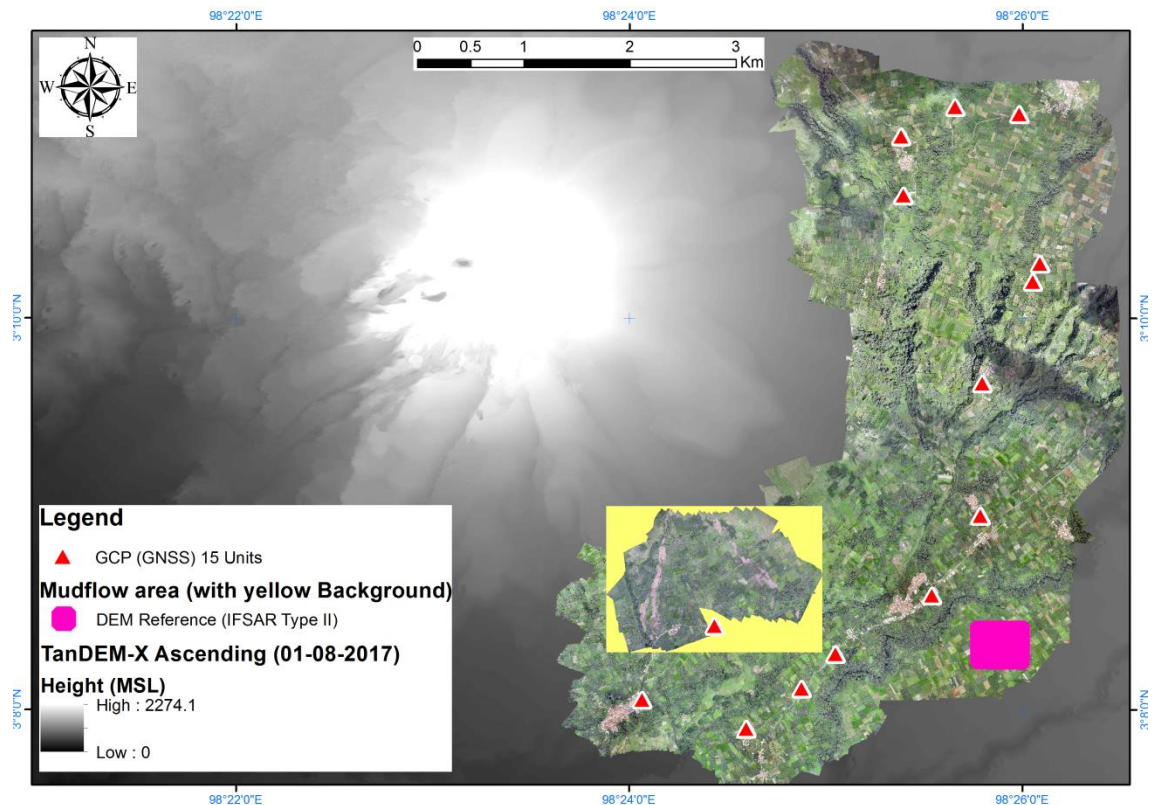 98°22'0"E 98°24'0"E 98°26'0"E
N
W E
S
0 0.5 1 2 3
Km
3°10'0"N 3°10'0"N
Legend
GCP (GNSS) 15 Units
Mudflow area (with yellow Background)
DEM Reference (IFSAR Type II)
TanDEM-X Ascending (01-08-2017)
Height (MSL)
High : 2274.1
Low : 0
3°8'0"N 3°8'0"N
98°22'0"E 98°24'0"E 98°26'0"E